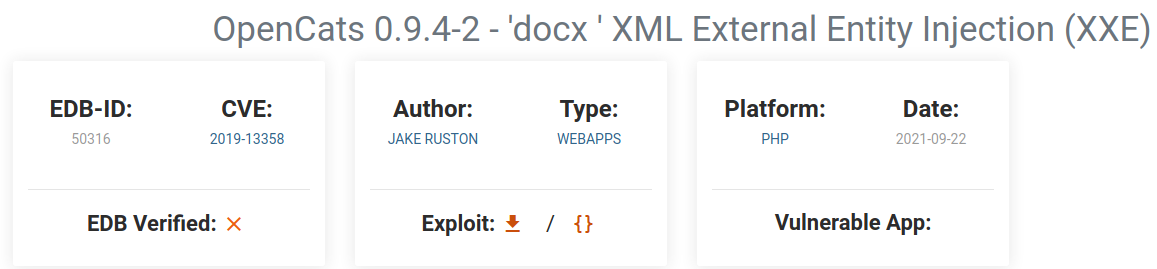 OpenCats 0.9.4-2 - 'docx ' XML External Entity Injection (XXE)
EDB-ID: CVE:
50316 2019-13358
EDB Verified:
Author: Type:
JAKE RUSTON WEBAPPS
Exploit: / {}
Platform: Date:
PHP 2021-09-22
Vulnerable App: